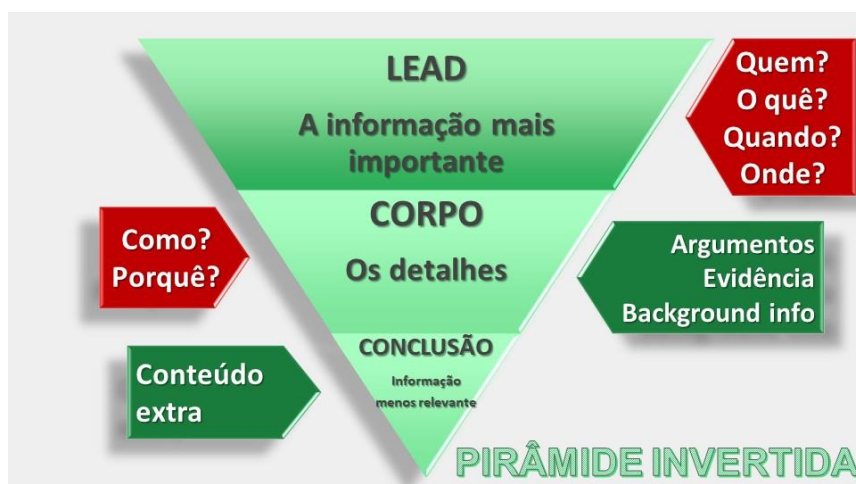 LEAD
A informação mais
importante
Quem?
O quê?
Quando?
Onde?
CORPO
Os detalhes
Como?
Porquê?
Argumentos
Evidência
Background info
CONCLUSÃO
Informação
menos relevante
Conteúdo
extra
PIRÂMIDE INVERTIDA